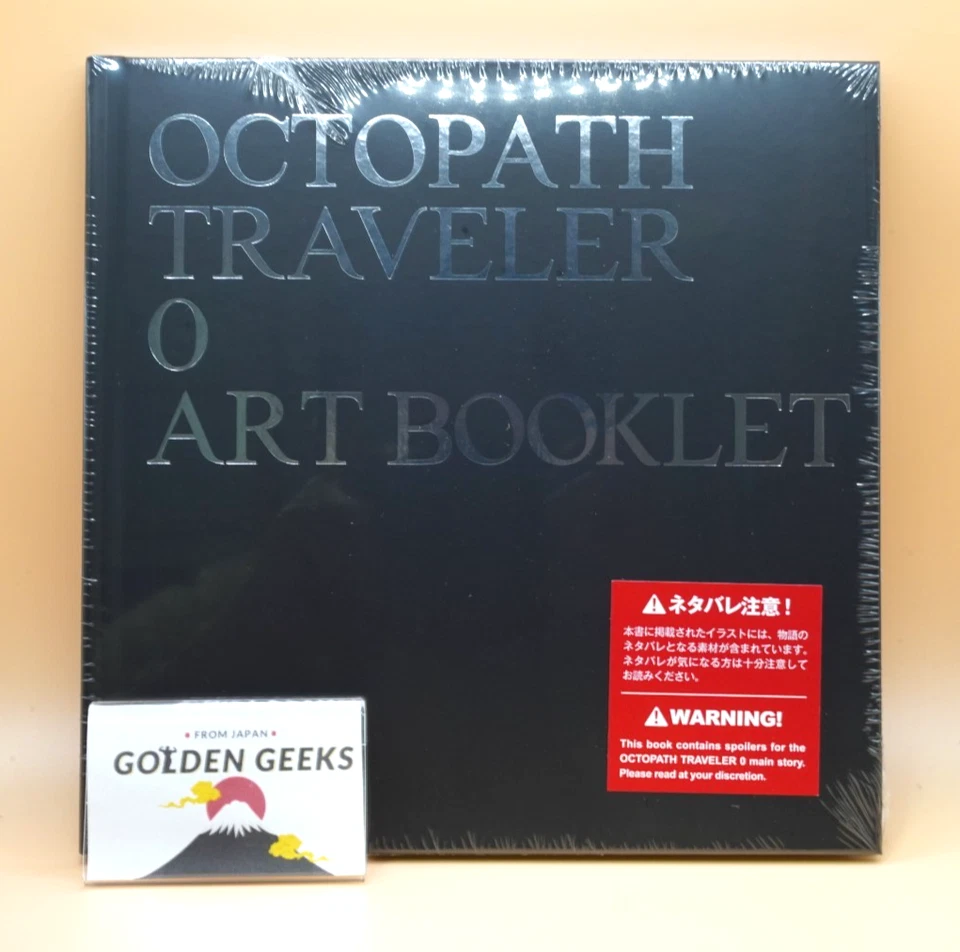 OCTOPATH
TRAVELER
0
ART BOOKLET
⚠ネタバレ注意!
本書に掲載されたイラストには、物語の
ネタバレとなる素材が含まれています。
ネタバレが気になる方は十分注意して
お読みください。
⚠WARNING!
This book contains spoilers for the
OCTOPATH TRAVELER 0 main story.
Please read at your discretion.
• FROM JAPAN •
GOLDEN GEEKS